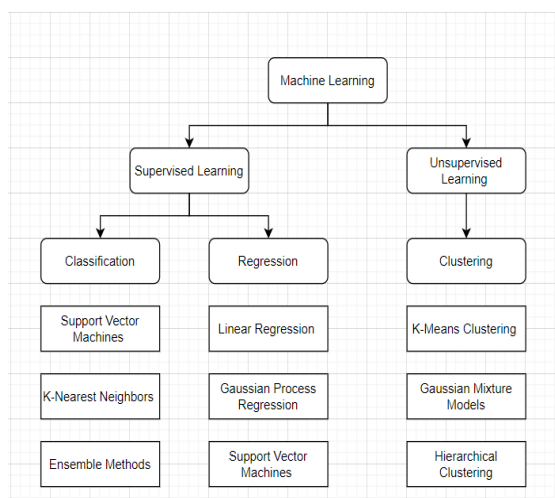 Machine Learning
Supervised Learning
Unsupervised
Learning
Classification
Regression
Clustering
Support Vector
Machines
Linear Regression
K-Means Clustering
K-Nearest Neighbors
Gaussian Process
Regression
Gaussian Mixture
Models
Ensemble Methods
Support Vector
Machines
Hierarchical
Clustering